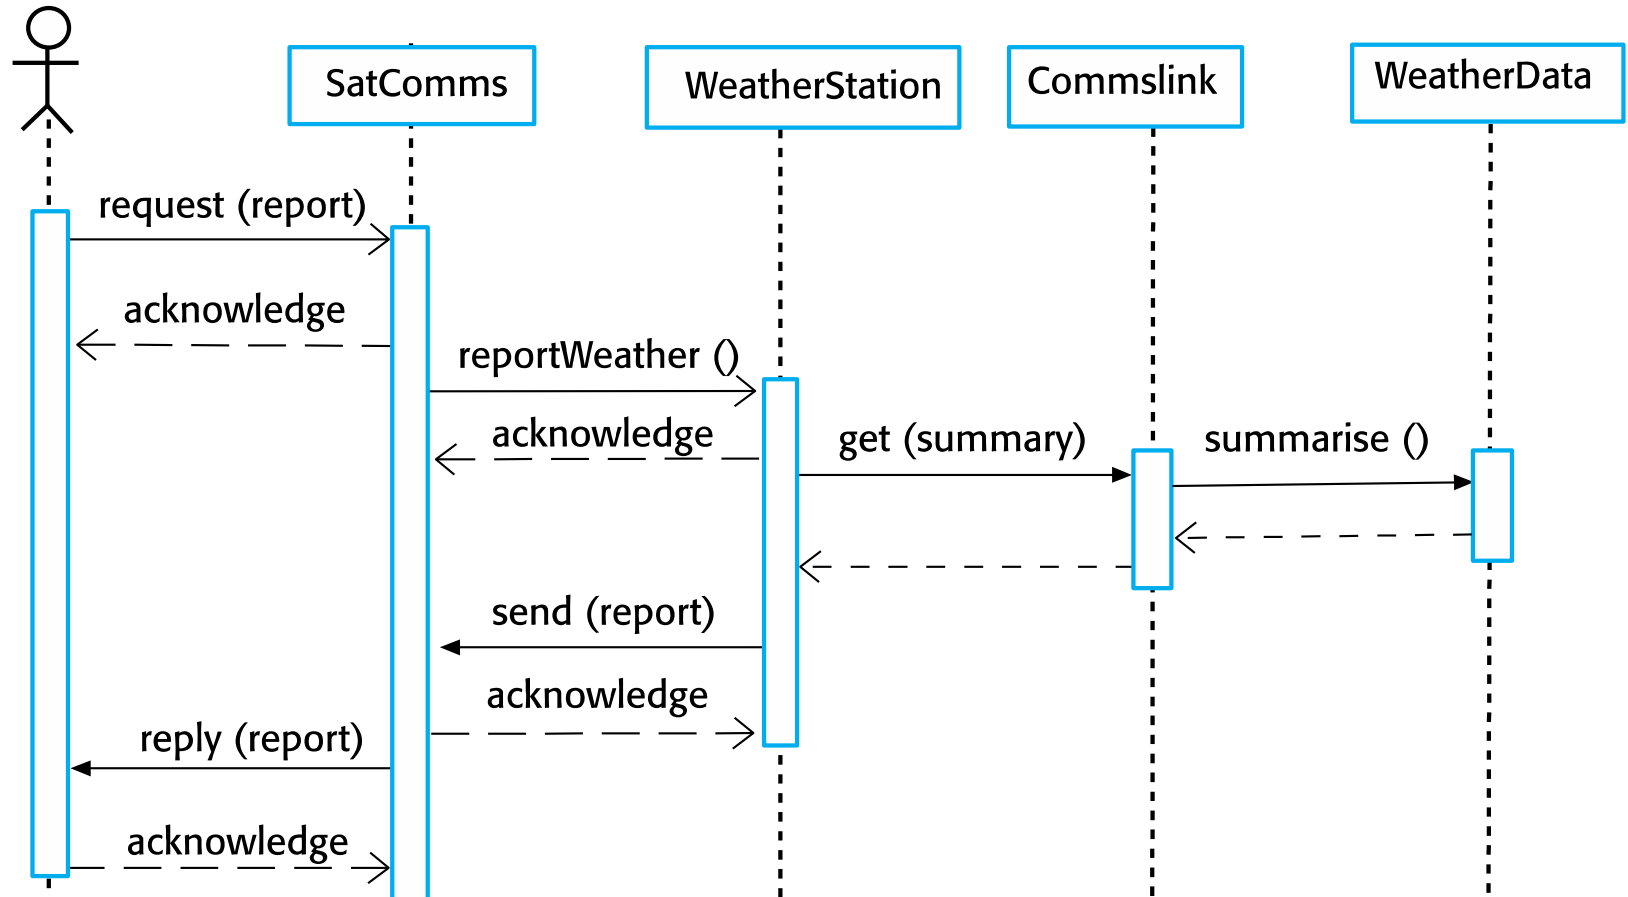 SatComms
WeatherStation
Commslink
WeatherData
request (report)
acknowledge
reportWeather ()
acknowledge
get (summary)
summarise ()
send (report)
acknowledge
reply (report)
acknowledge